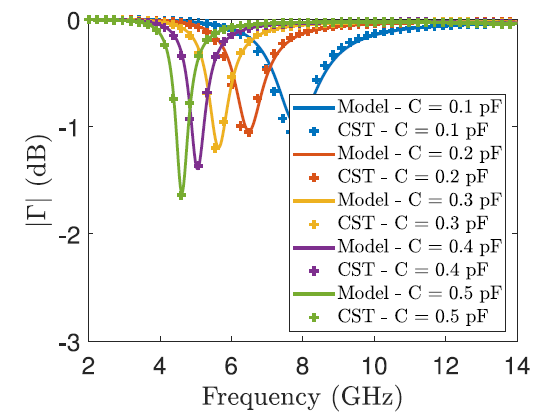 0
-1
-2
-3
|Γ| (dB)
2 4 6 8 10 12 14
Frequency (GHz)
Model - C = 0.1 pF
CST - C = 0.1 pF
Model - C = 0.2 pF
CST - C = 0.2 pF
Model - C = 0.3 pF
CST - C = 0.3 pF
Model - C = 0.4 pF
CST - C = 0.4 pF
Model - C = 0.5 pF
CST - C = 0.5 pF